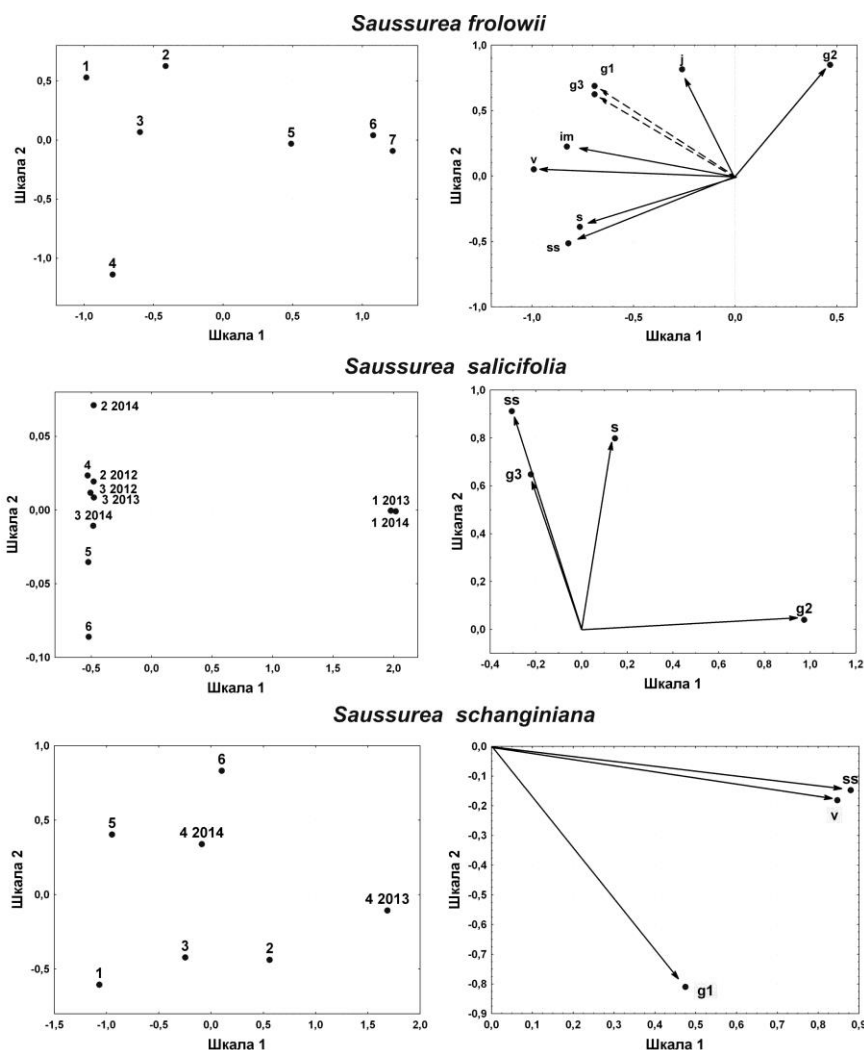 Saussurea frolowii
0,5
0,0
-0,5
-1,0
Шкала 2
1
2
3
4
5
6
7
-1,0 -0,5 0,0 0,5 1,0
Шкала 1
1,0
0,5
0,0
-0,5
-1,0
Шкала 2
g2
j
g1
g3
im
v
s
ss
-1,0 -0,5 0,0 0,5
Шкала 1
Saussurea salicifolia
0,05
0,00
-0,05
-0,10
Шкала 2
2 2014
4
2 2012
3 2012
3 2013
3 2014
5
6
1 2013
1 2014
-0,5 0,0 0,5 1,0 1,5 2,0
Шкала 1
1,0
0,8
0,6
0,4
0,2
0,0
Шкала 2
ss
s
g3
g2
-0,4 -0,2 0,0 0,2 0,4 0,6 0,8 1,0 1,2
Шкала 1
Saussurea schanginiana
1,0
0,5
0,0
-0,5
Шкала 2
6
5
4 2014
4 2013
3
2
1
-1,5 -1,0 -0,5 0,0 0,5 1,0 1,5 2,0
Шкала 1
0,0
-0,1
-0,2
-0,3
-0,4
-0,5
-0,6
-0,7
-0,8
-0,9
Шкала 2
ss
v
g1
0,0 0,1 0,2 0,3 0,4 0,5 0,6 0,7 0,8 0,9
Шкала 1